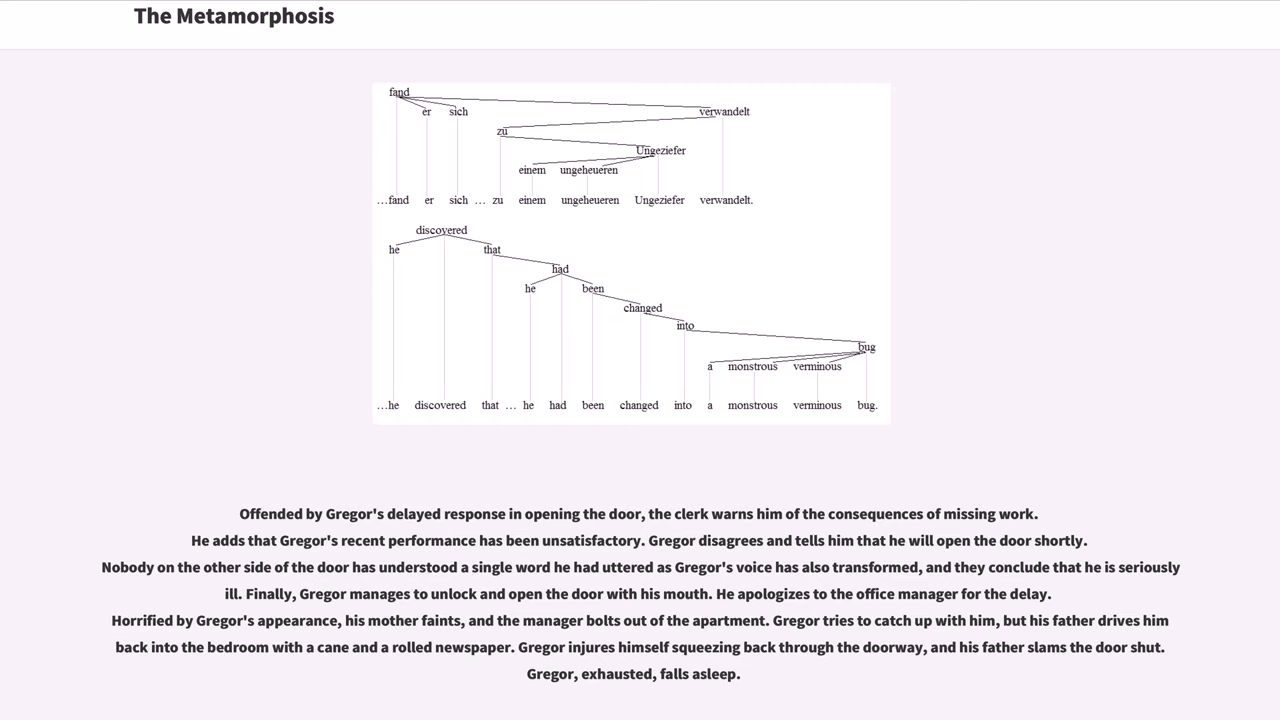 The Metamorphosis
fand
er sich verwandelt
zu
Ungeziefer
einem ungeheueren
…fand er sich … zu einem ungeheueren Ungeziefer verwandelt.
discovered
he that
had
he been
changed
into
bug
a monstrous verminous
…he discovered that … he had been changed into a monstrous verminous bug.
Offended by Gregor's delayed response in opening the door, the clerk warns him of the consequences of missing work.
He adds that Gregor's recent performance has been unsatisfactory. Gregor disagrees and tells him that he will open the door shortly.
Nobody on the other side of the door has understood a single word he had uttered as Gregor's voice has also transformed, and they conclude that he is seriously
ill. Finally, Gregor manages to unlock and open the door with his mouth. He apologizes to the office manager for the delay.
Horrified by Gregor's appearance, his mother faints, and the manager bolts out of the apartment. Gregor tries to catch up with him, but his father drives him
back into the bedroom with a cane and a rolled newspaper. Gregor injures himself squeezing back through the doorway, and his father slams the door shut.
Gregor, exhausted, falls asleep.